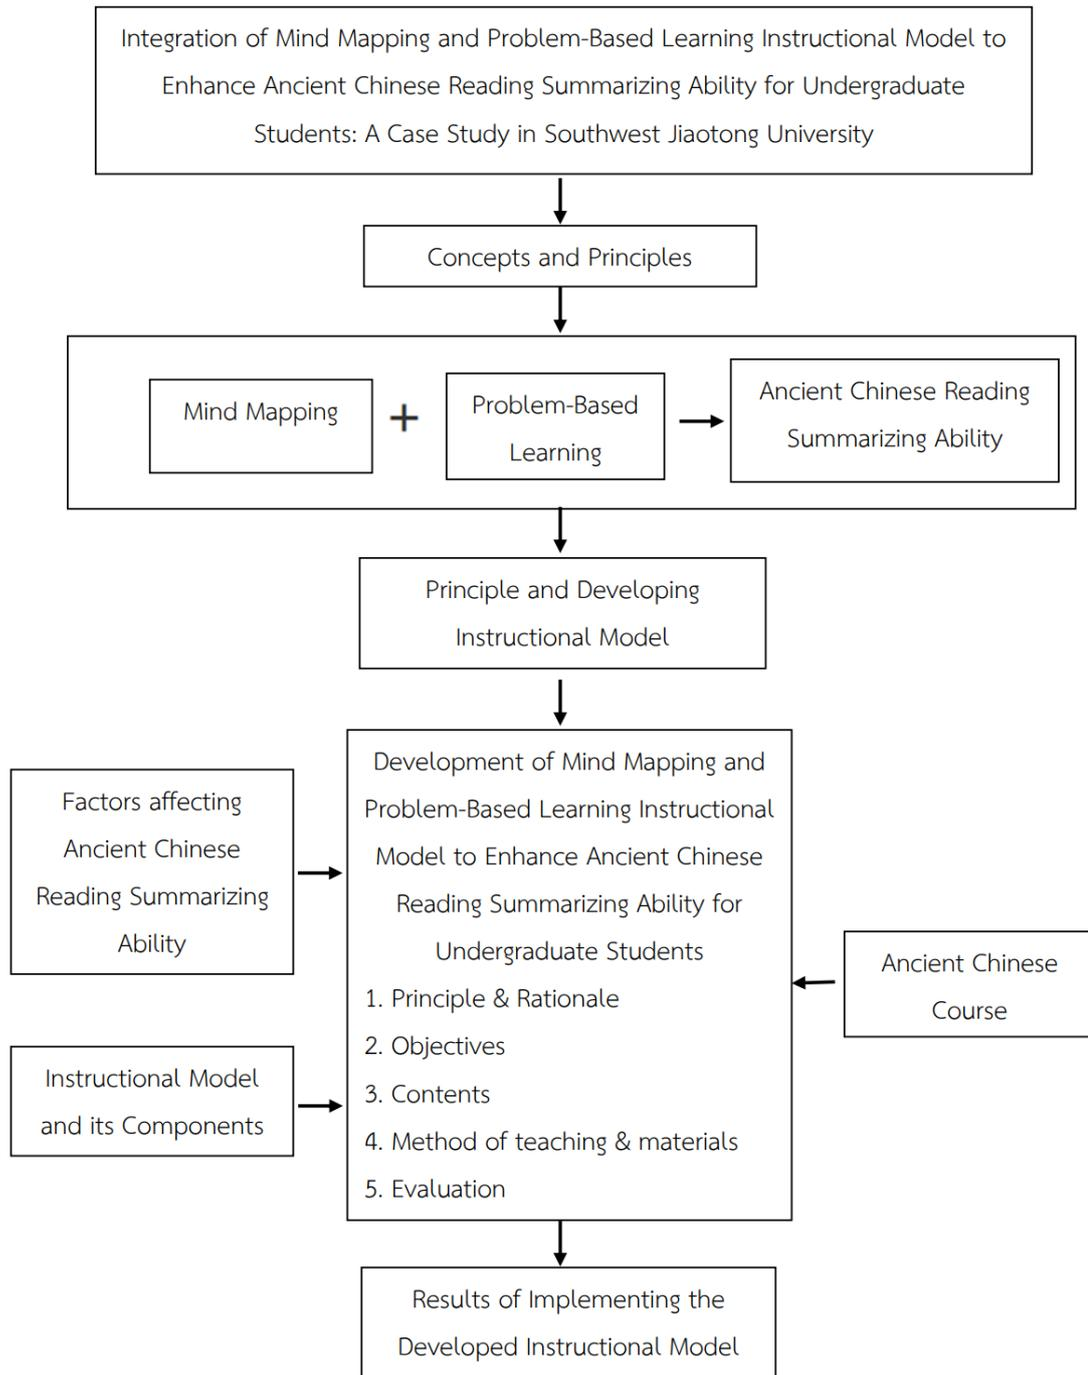 Integration of Mind Mapping and Problem-Based Learning Instructional Model to
Enhance Ancient Chinese Reading Summarizing Ability for Undergraduate
Students: A Case Study in Southwest Jiaotong University
Concepts and Principles
Mind Mapping
+
Problem-Based
Learning
Ancient Chinese Reading
Summarizing Ability
Principle and Developing
Instructional Model
Factors affecting
Ancient Chinese
Reading Summarizing
Ability
Instructional Model
and its Components
Development of Mind Mapping and
Problem-Based Learning Instructional
Model to Enhance Ancient Chinese
Reading Summarizing Ability for
Undergraduate Students
1. Principle & Rationale
2. Objectives
3. Contents
4. Method of teaching & materials
5. Evaluation
Ancient Chinese
Course
Results of Implementing the
Developed Instructional Model